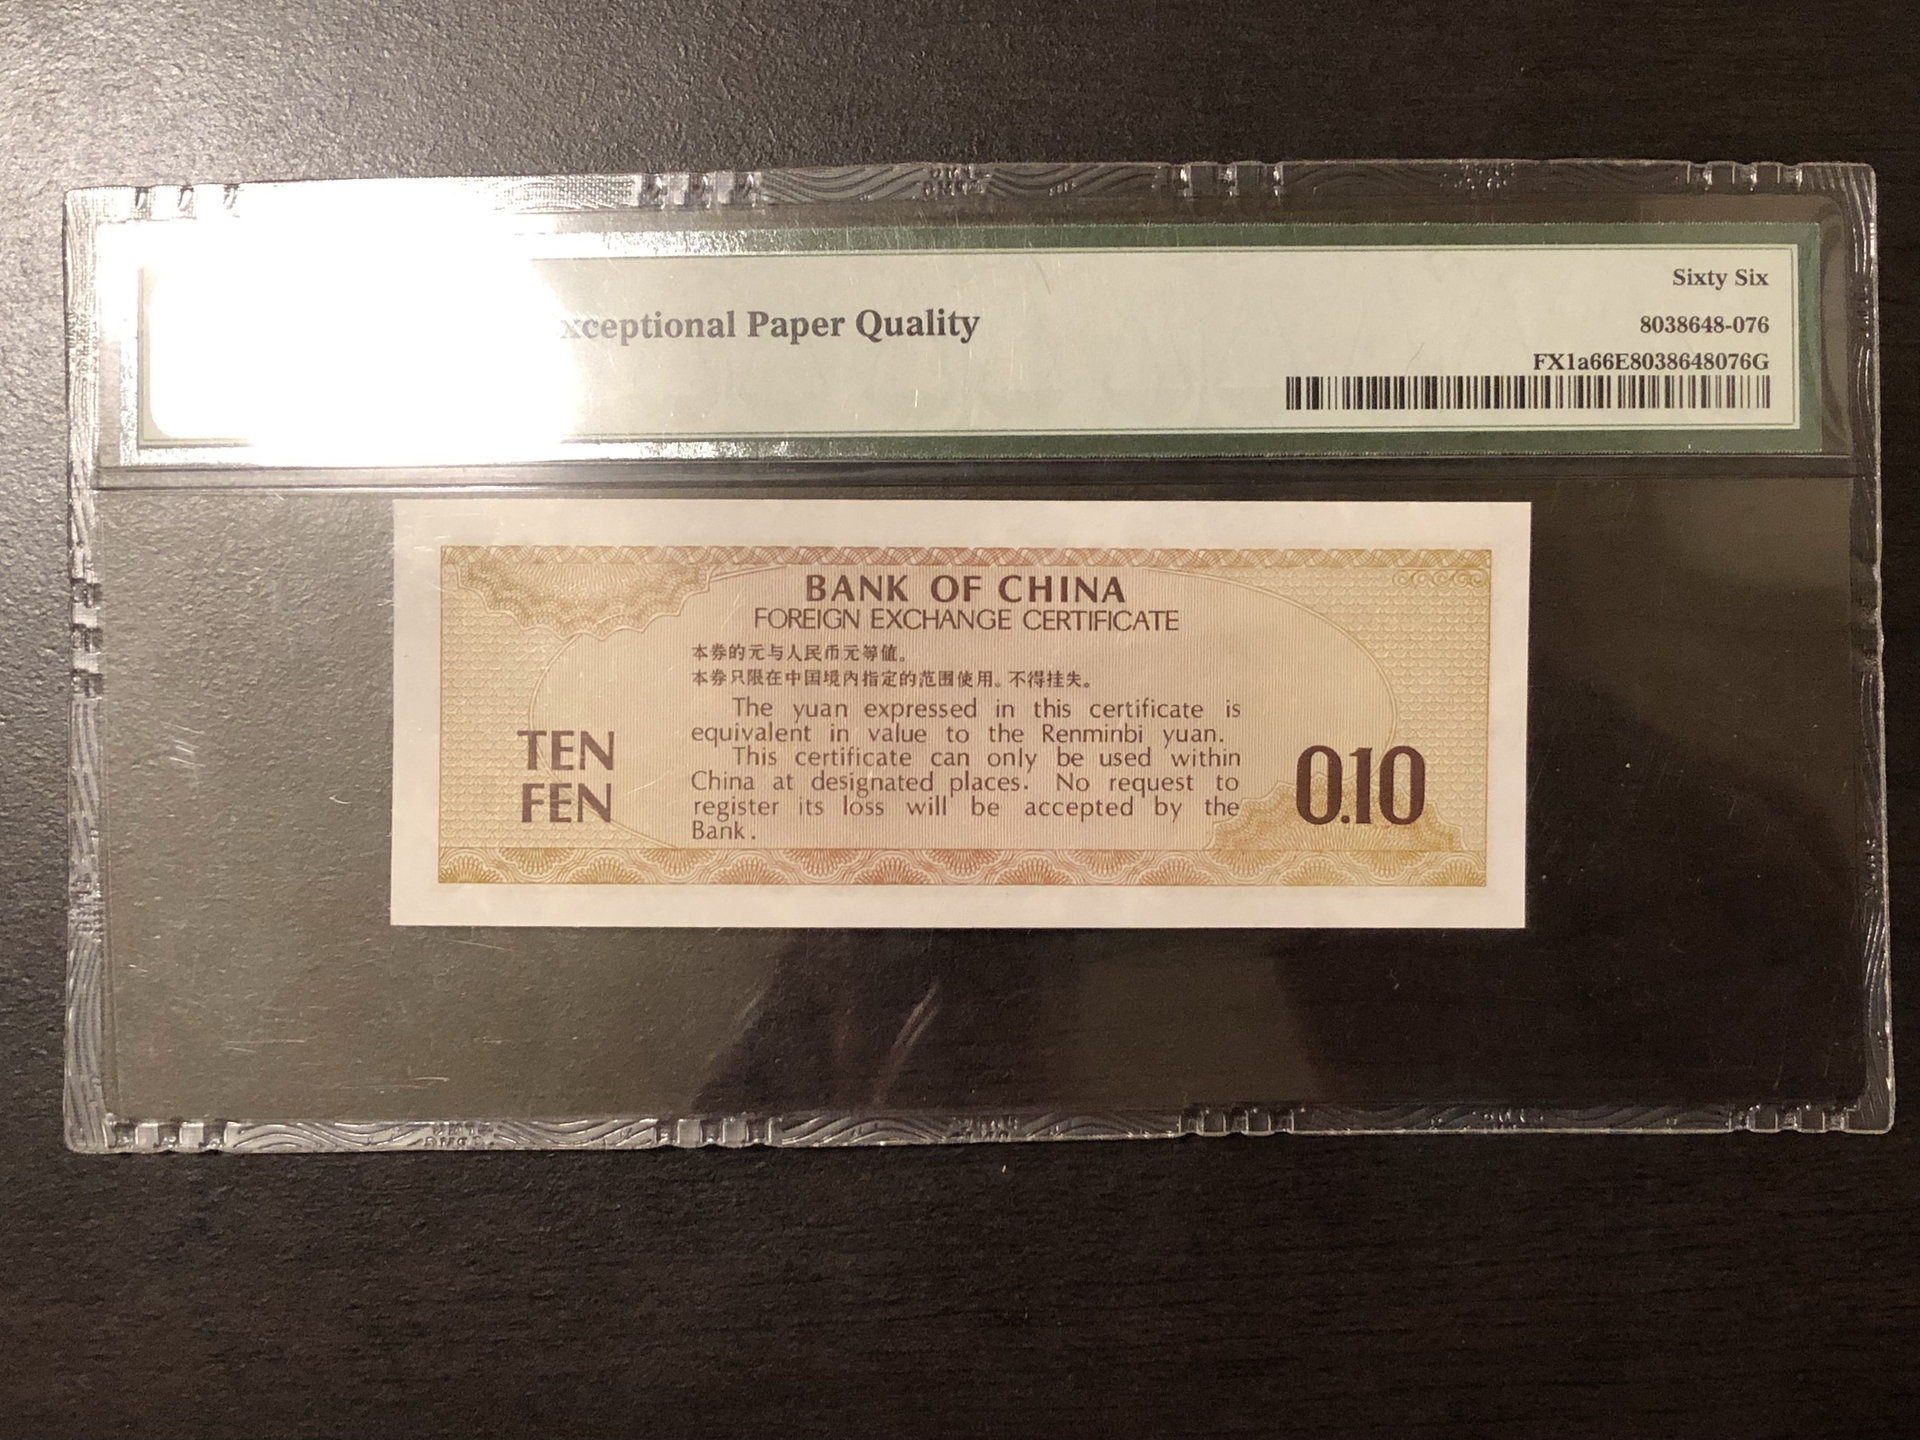 Sixty Six
xceptional Paper Quality
8038648-076
FX1a66E8038648076G
BANK OF CHINA
FOREIGN EXCHANGE CERTIFICATE
本券的元与人民币元等值。
本券只限在中国境内指定的范围使用。不得挂失。
The yuan expressed in this certificate is
equivalent in value to the Renminbi yuan.
This certificate can only be used within
China at designated places. No request to
register its loss will be accepted by the
Bank.
TEN
FEN
0.10